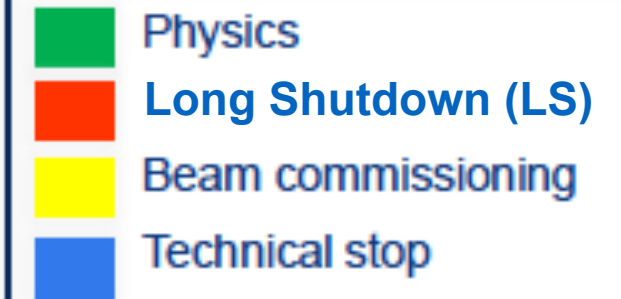 Physics
Long Shutdown (LS)
Beam commissioning
Technical stop